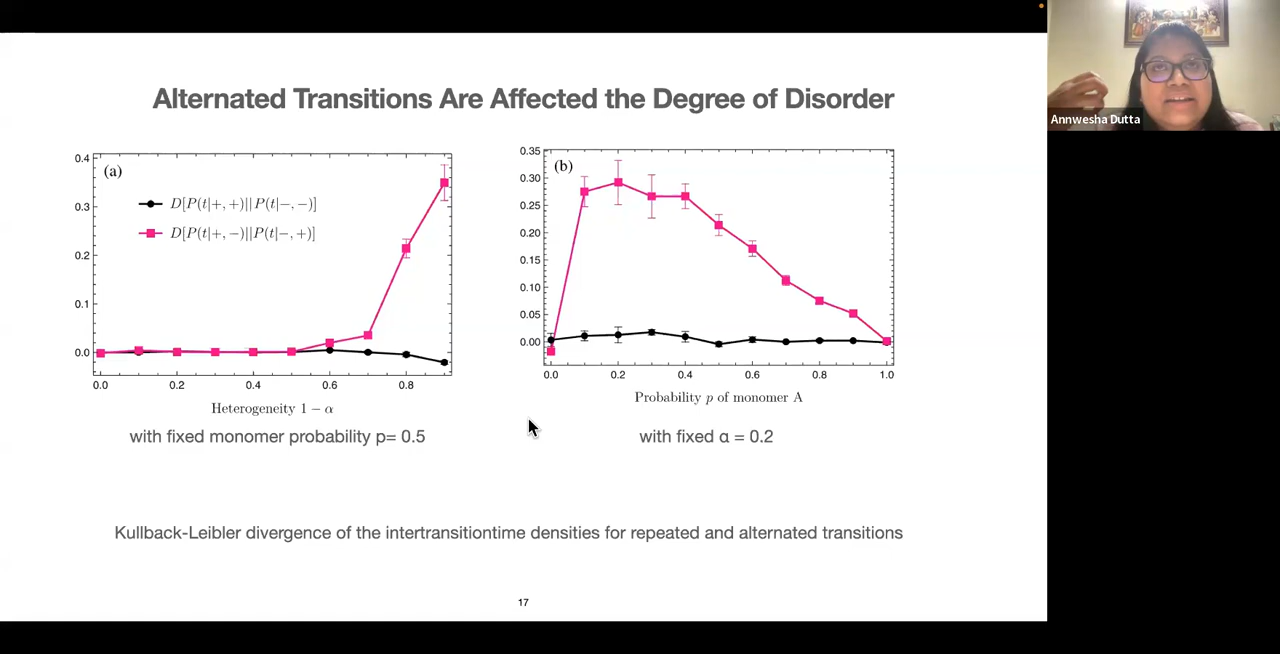 Alternated Transitions Are Affected the Degree of Disorder
Annwesha Dutta
(a)
D[P(t|+,+)||P(t|−,−)]
D[P(t|+,−)||P(t|−,+)]
0.4
0.3
0.2
0.1
0.0
0.0 0.2 0.4 0.6 0.8
Heterogeneity 1 − α
with fixed monomer probability p= 0.5
(b)
0.35
0.30
0.25
0.20
0.15
0.10
0.05
0.00
0.0 0.2 0.4 0.6 0.8 1.0
Probability p of monomer A
with fixed α = 0.2
Kullback-Leibler divergence of the intertransitiontime densities for repeated and alternated transitions
17